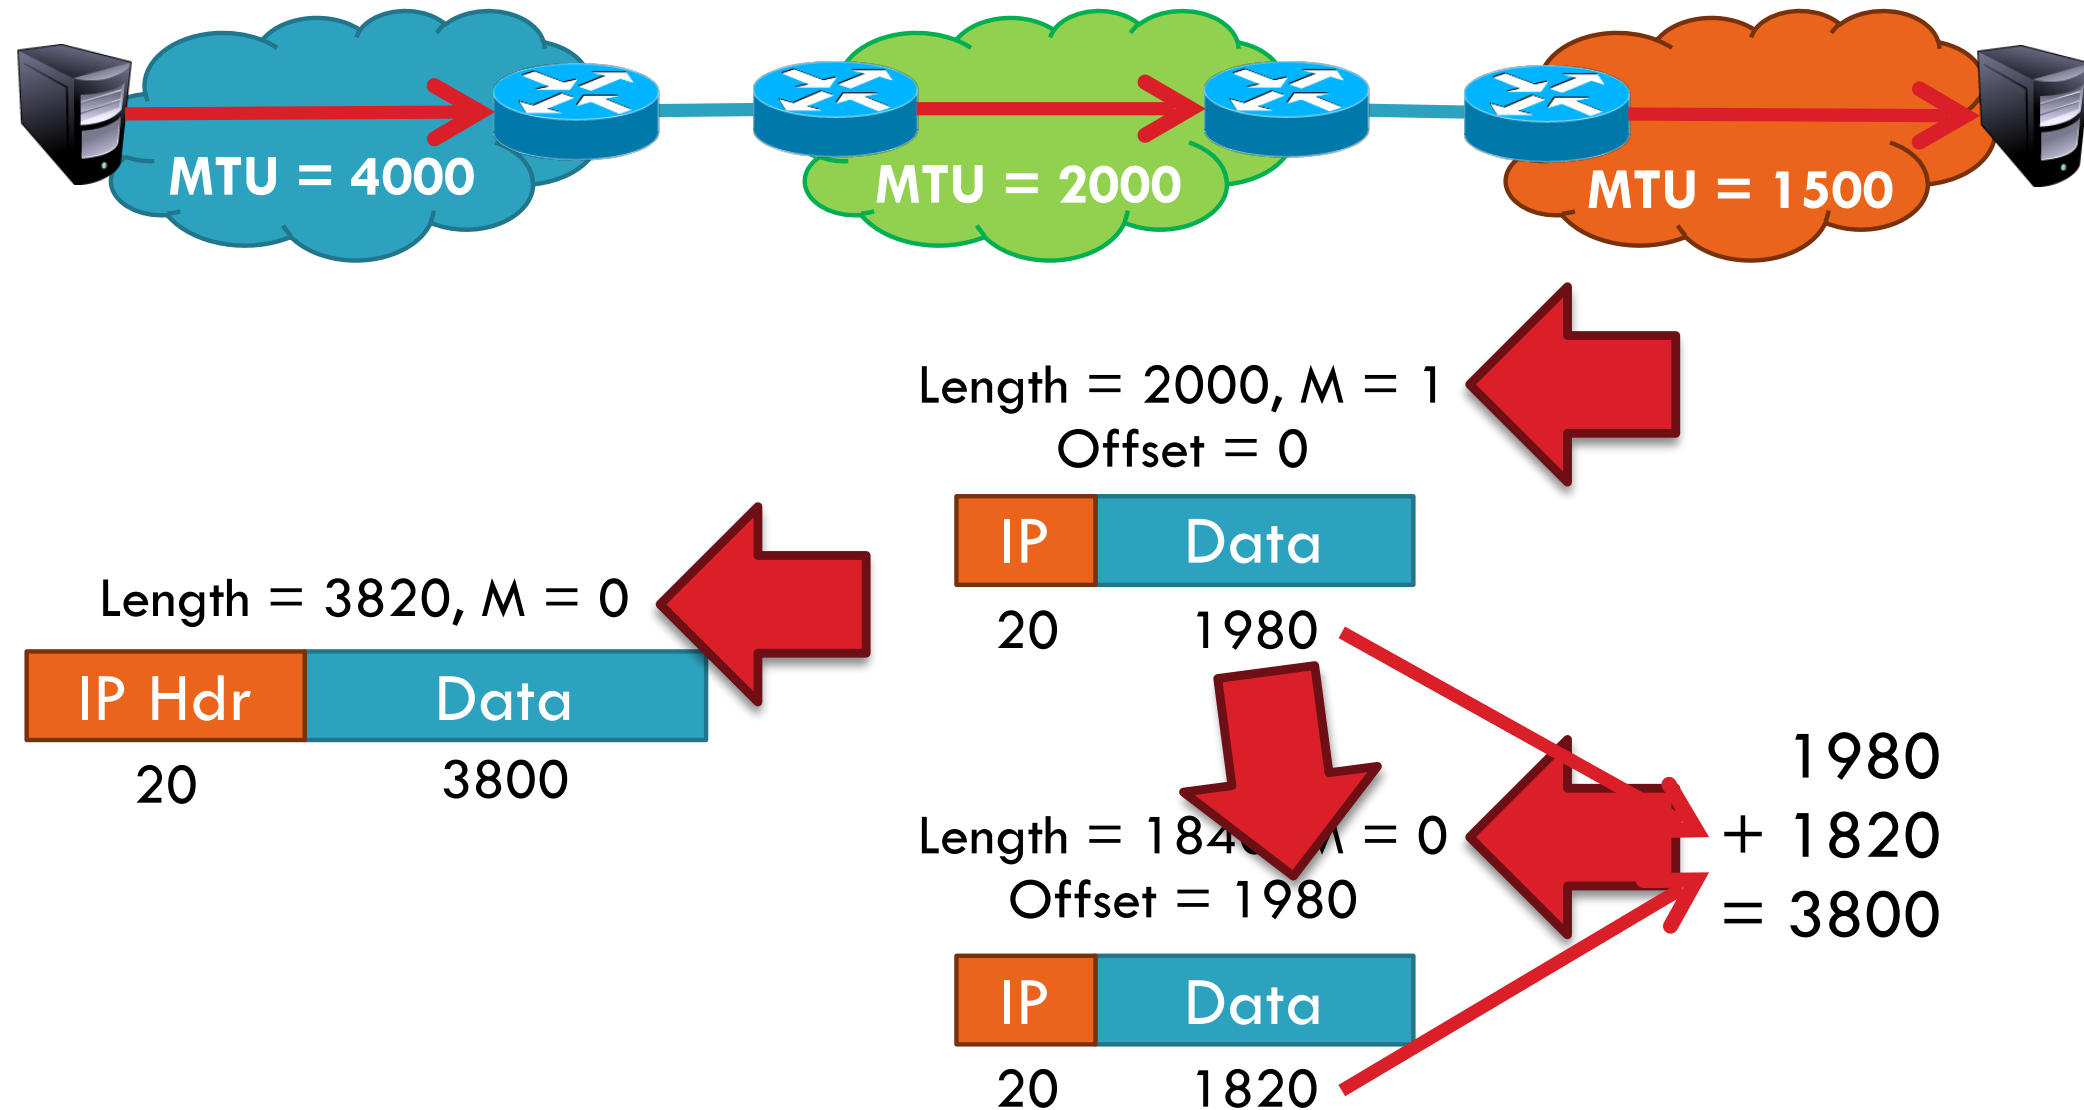 MTU = 4000
MTU = 2000
MTU = 1500
Length = 2000, M = 1
Offset = 0
IP Data
20 1980
Length = 3820, M = 0
IP Hdr Data
20 3800
Length = = 0
Offset = 1980
IP Data
20 1820
1980
+ 1820
= 3800